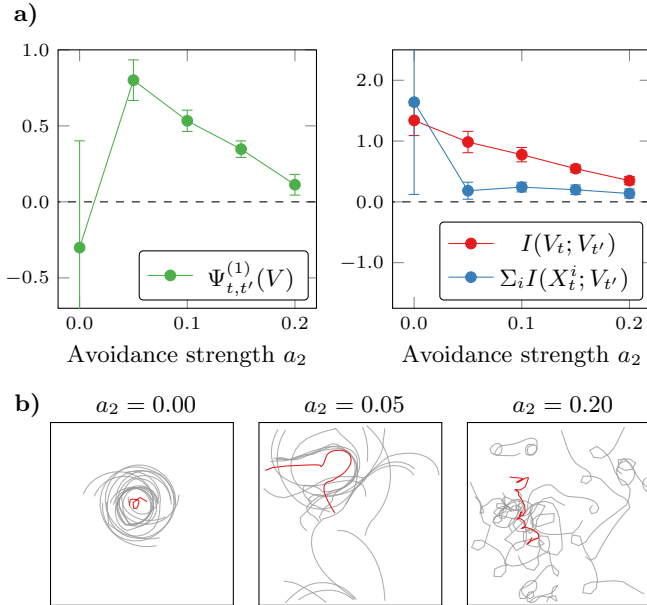 a)
1.0
0.5
0.0
−0.5
0.0
0.1
0.2
Avoidance strength a₂
Ψ⁽¹⁾ₜ,ₜ′(V)
2.0
1.0
0.0
−1.0
0.0
0.1
0.2
Avoidance strength a₂
I(Vₜ; Vₜ′)
ΣᵢI(Xⁱₜ; Vₜ′)
b)
a₂ = 0.00
a₂ = 0.05
a₂ = 0.20